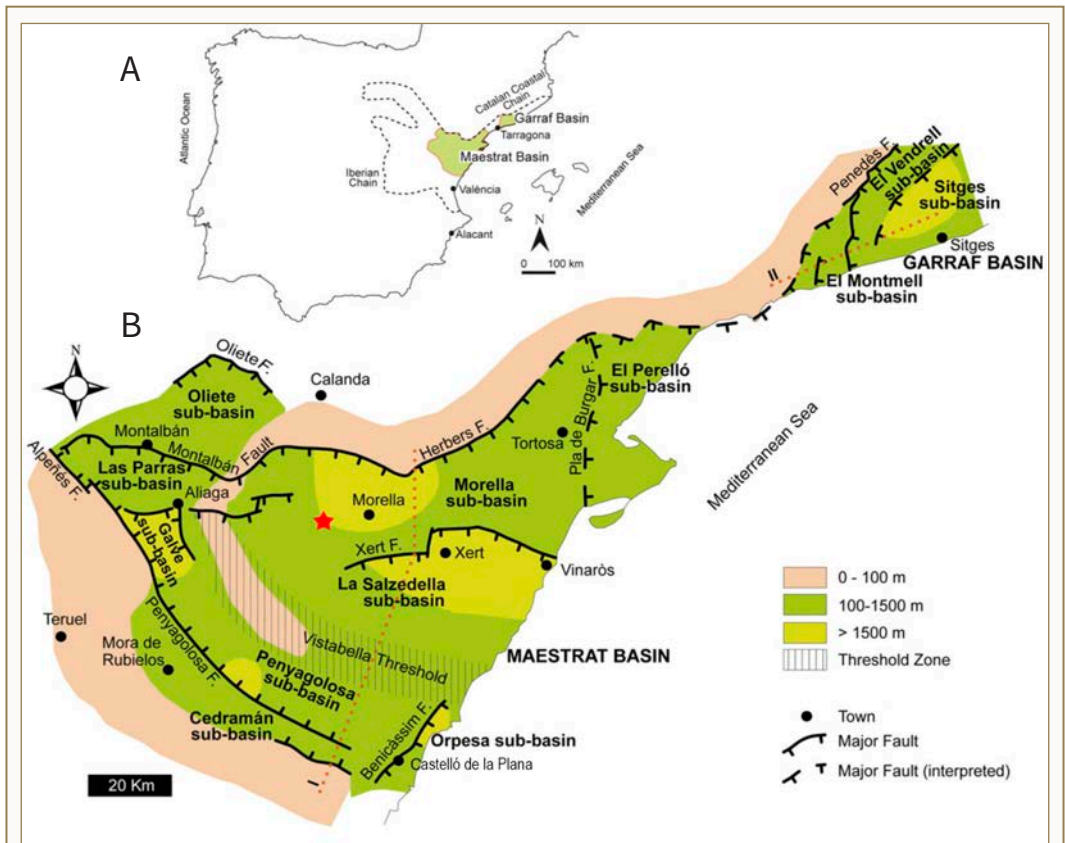 A
Atlantic Ocean
Iberian
Chain
Catalan Coastal
Chain
Garraf Basin
Tarragona
Maestrat Basin
València
Alacant
Mediterranean Sea
N
0 100 km
B
N
Penedès F.
El Vendrell
sub-basin
Sitges
sub-basin
Sitges
GARRAF BASIN
El Montmell
sub-basin
II
Oliete F.
Oliete
sub-basin
Calanda
Montalbán
Montalbán
Fault
Herbers F.
El Perelló
sub-basin
Pla de Burgar F.
Tortosa
Alpeñés F.
Las Parras
sub-basin
Aliaga
Morella
Morella
sub-basin
Galve
sub-basin
Xert F.
Xert
Vinaròs
La Salzedella
sub-basin
Mediterranean Sea
Teruel
Mora de
Rubielos
Penyagolosa F.
Penyagolosa
sub-basin
Vistabella Threshold
MAESTRAT BASIN
Cedramán
sub-basin
Benicàssim F.
Orpesa sub-basin
Castelló de la Plana
I
20 Km
0 - 100 m
100-1500 m
> 1500 m
Threshold Zone
Town
Major Fault
Major Fault (interpreted)